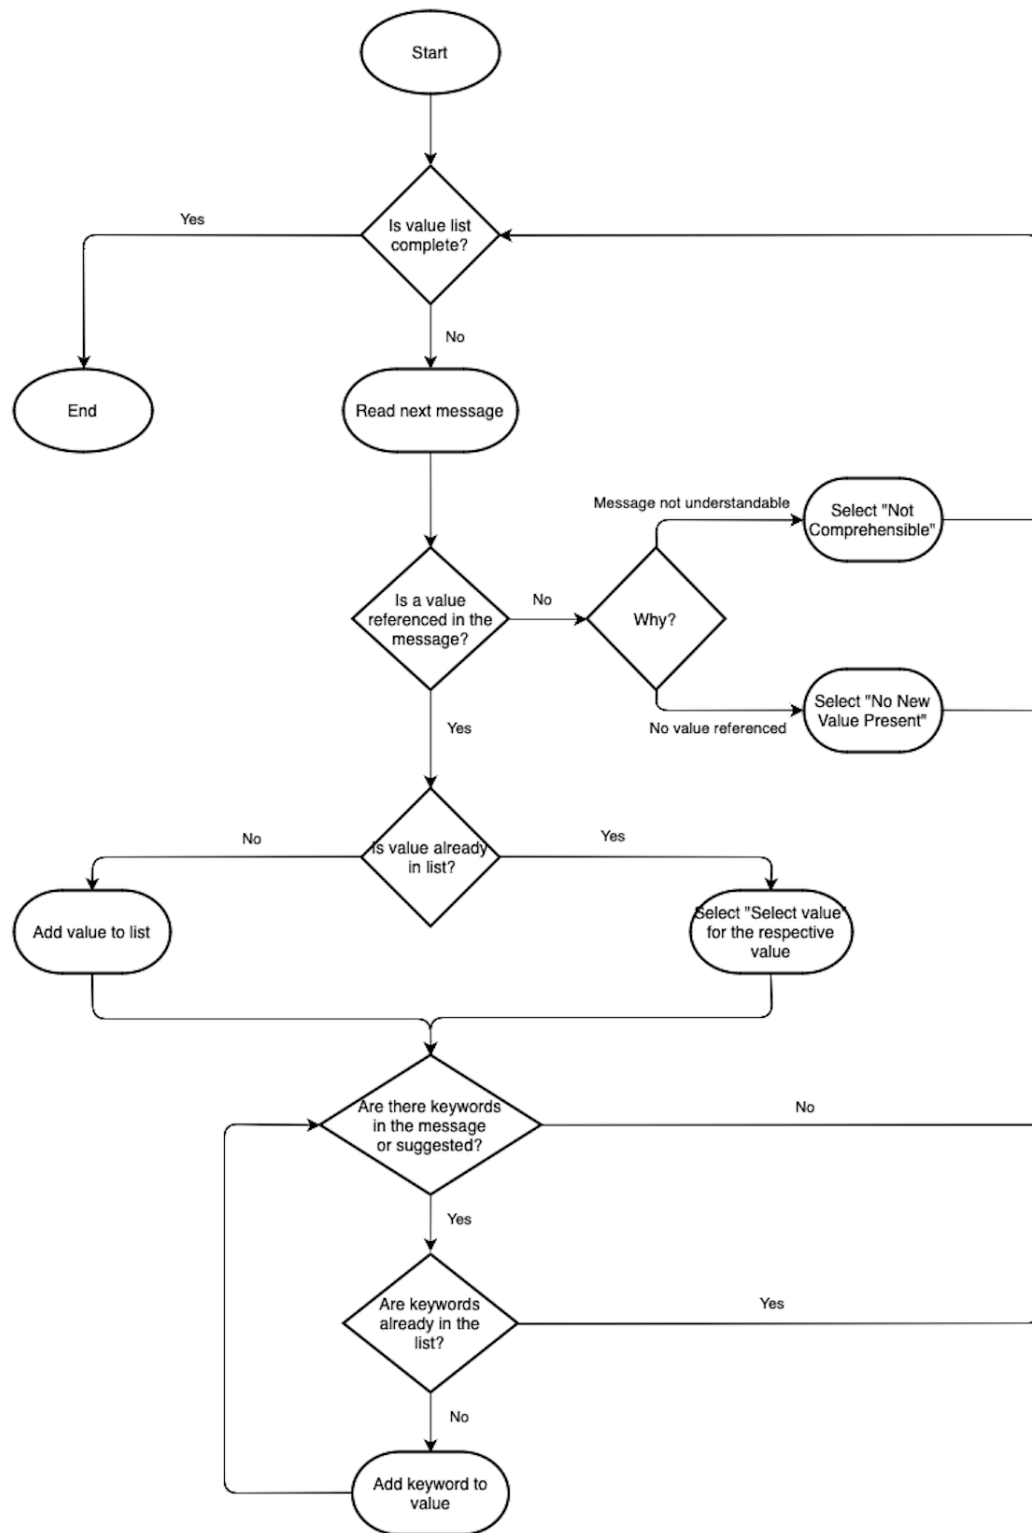 Start
Is value list
complete?
Yes
No
End
Read next message
Message not understandable
Select "Not
Comprehensible"
Is a value
referenced in the
message?
No
Why?
Select "No New
Value Present"
No value referenced
Yes
Is value already
in list?
No
Yes
Add value to list
Select "Select value"
for the respective
value
Are there keywords
in the message
or suggested?
No
Yes
Are keywords
already in the
list?
Yes
No
Add keyword to
value